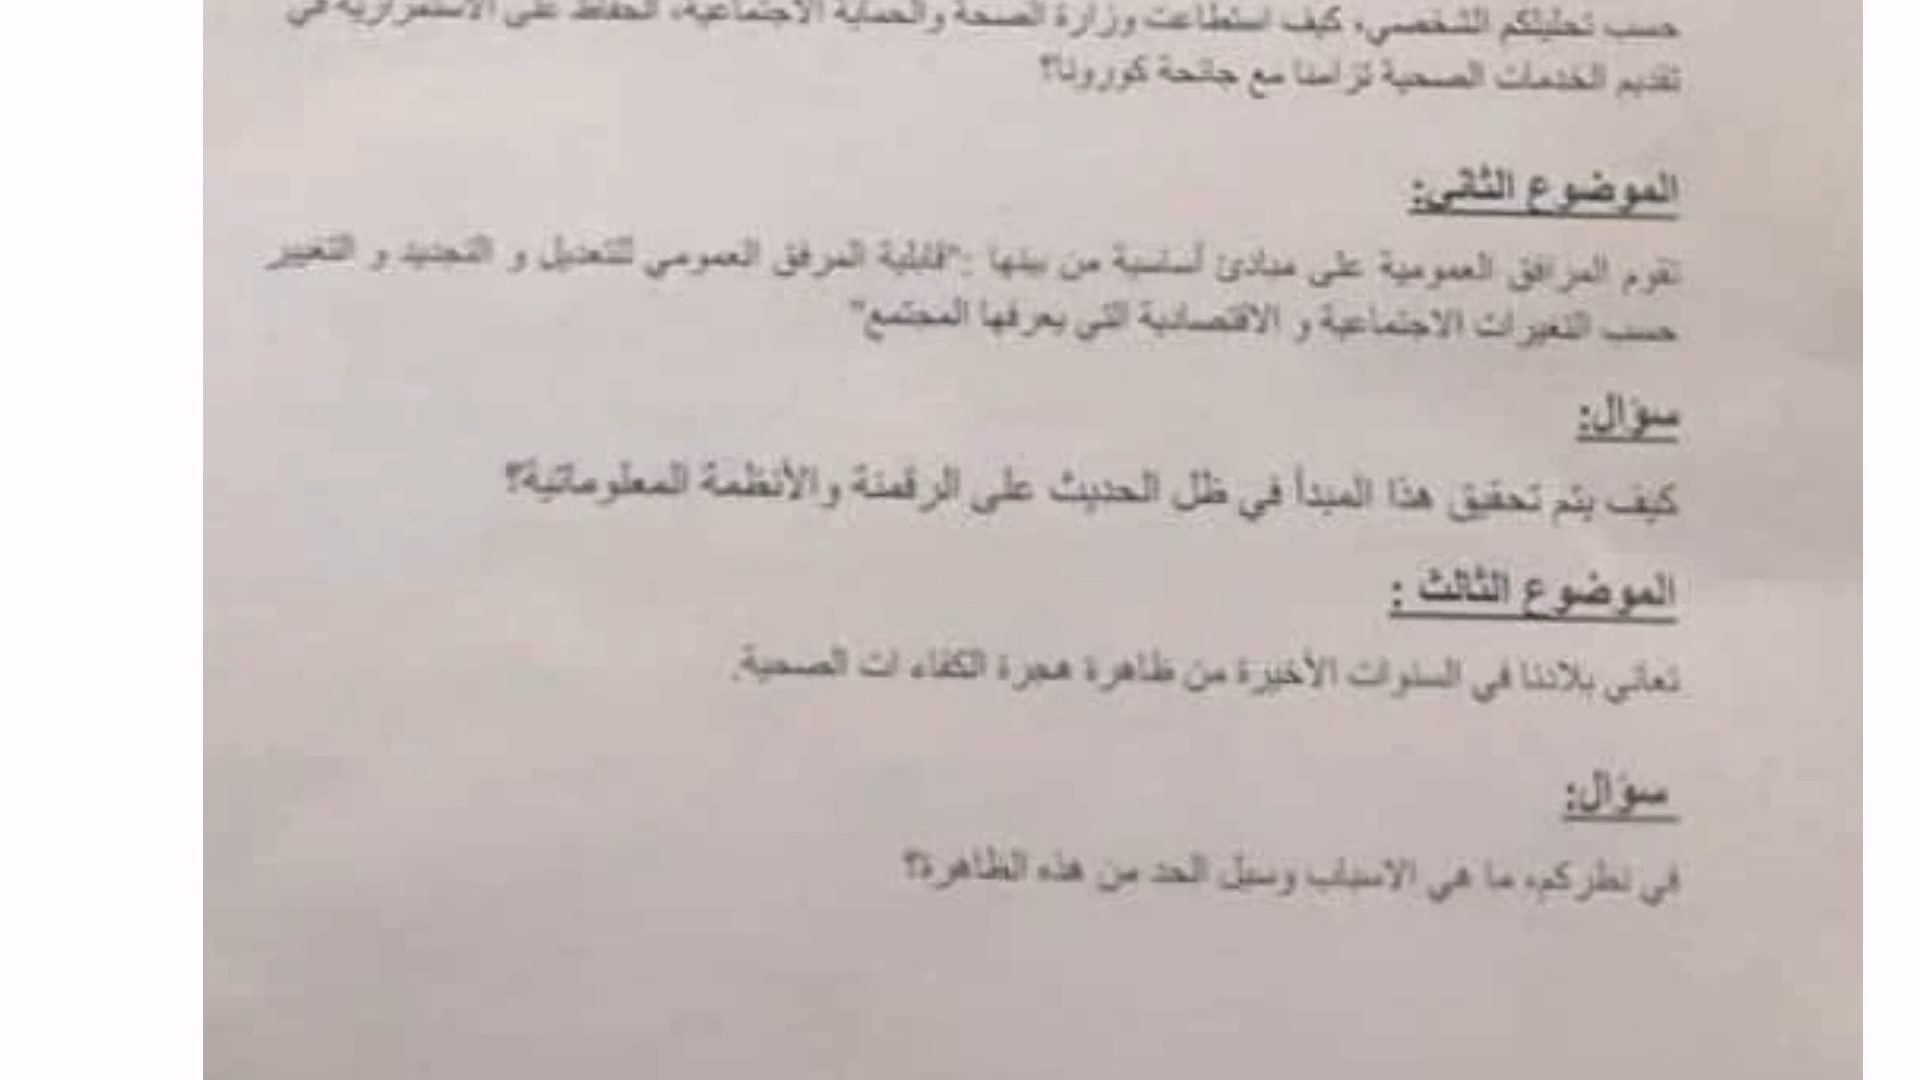 حسب تحليلكم الشخصي، كيف استطاعت وزارة الصحة والحماية الاجتماعية، الحفاظ على الاستمرارية في
تقديم الخدمات الصحية تزامنا مع جائحة كورونا؟
الموضوع الثاني:
تقوم المرافق العمومية على مبادئ أساسية من بينها :"قابلية المرفق العمومي للتعديل و التجديد و التغيير
حسب التغيرات الاجتماعية و الاقتصادية التي يعرفها المجتمع"
سؤال:
كيف يتم تحقيق هذا المبدأ في ظل الحديث على الرقمنة والأنظمة المعلوماتية؟
الموضوع الثالث :
تعاني بلادنا في السنوات الأخيرة من ظاهرة هجرة الكفاء ات الصحية.
سؤال:
في نظركم، ما هي الاسباب وسبل الحد من هذه الظاهرة؟